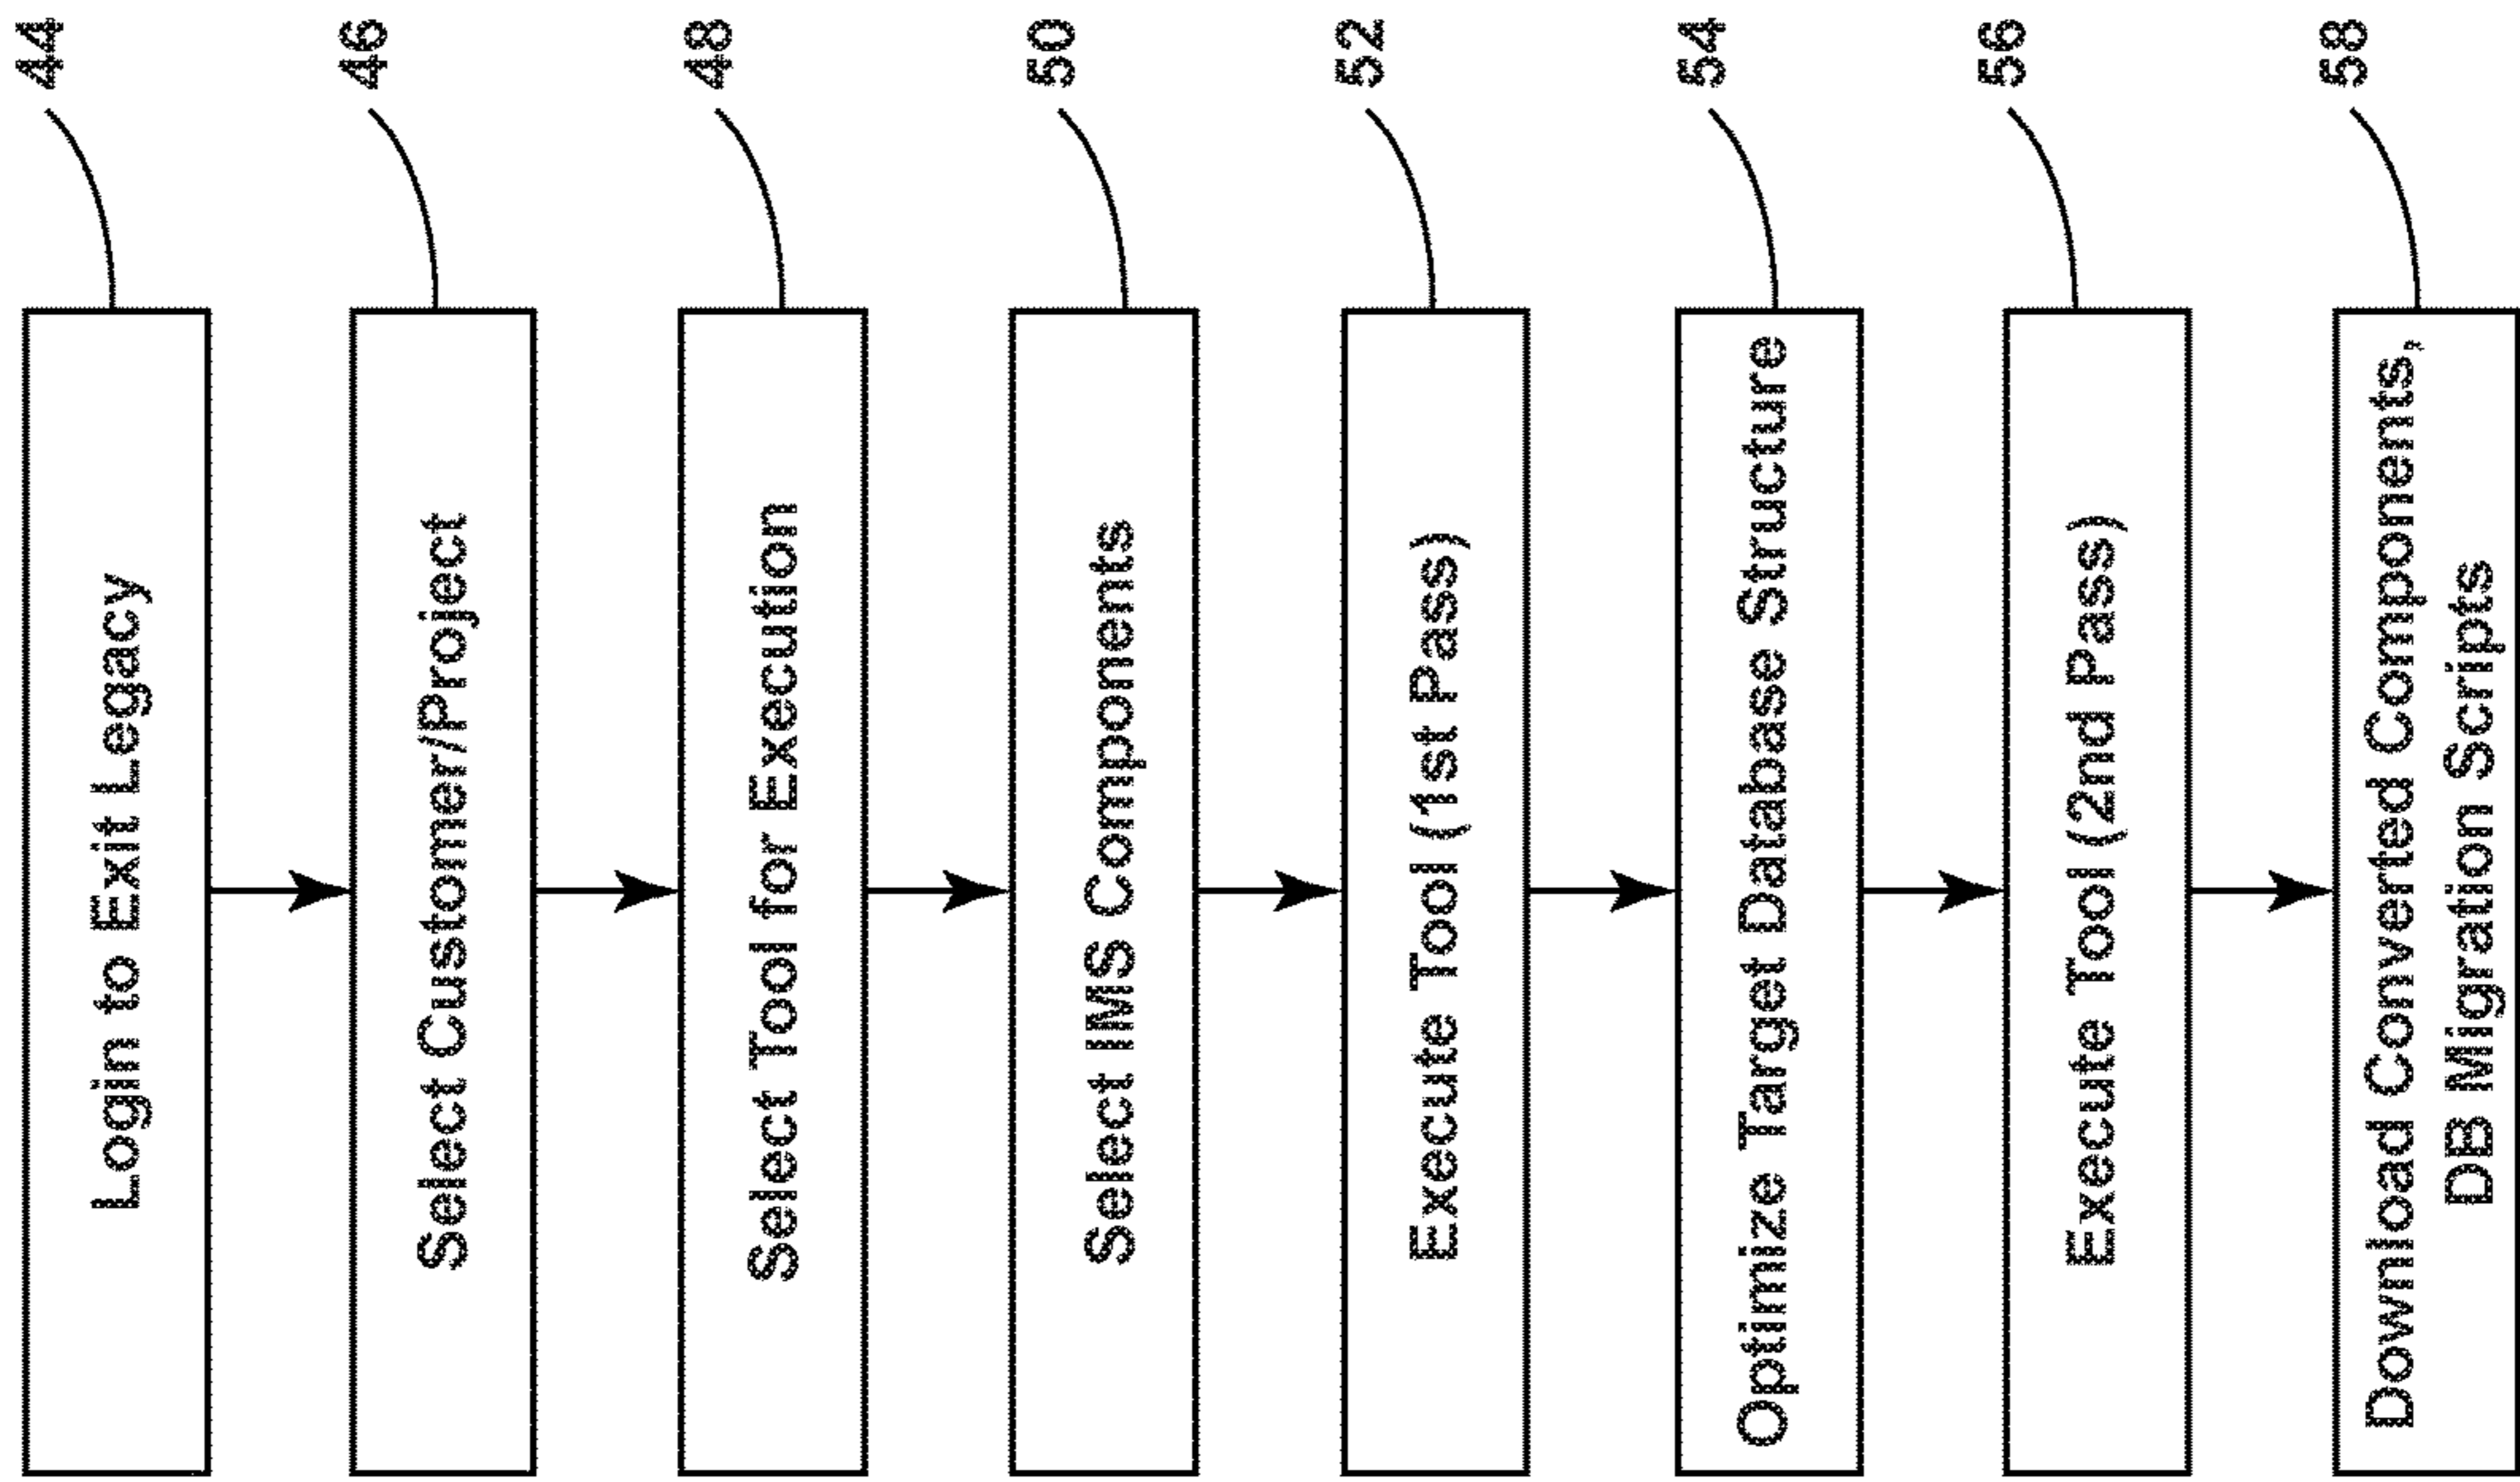 Login to Exit Legacy
44
Select Customer/Project
46
Select Tool for Execution
48
Select IMS Components
50
Execute Tool (1st Pass)
52
Optimize Target Database Structure
54
Execute Tool (2nd Pass)
56
Download Converted Components,
DB Migration Scripts
58